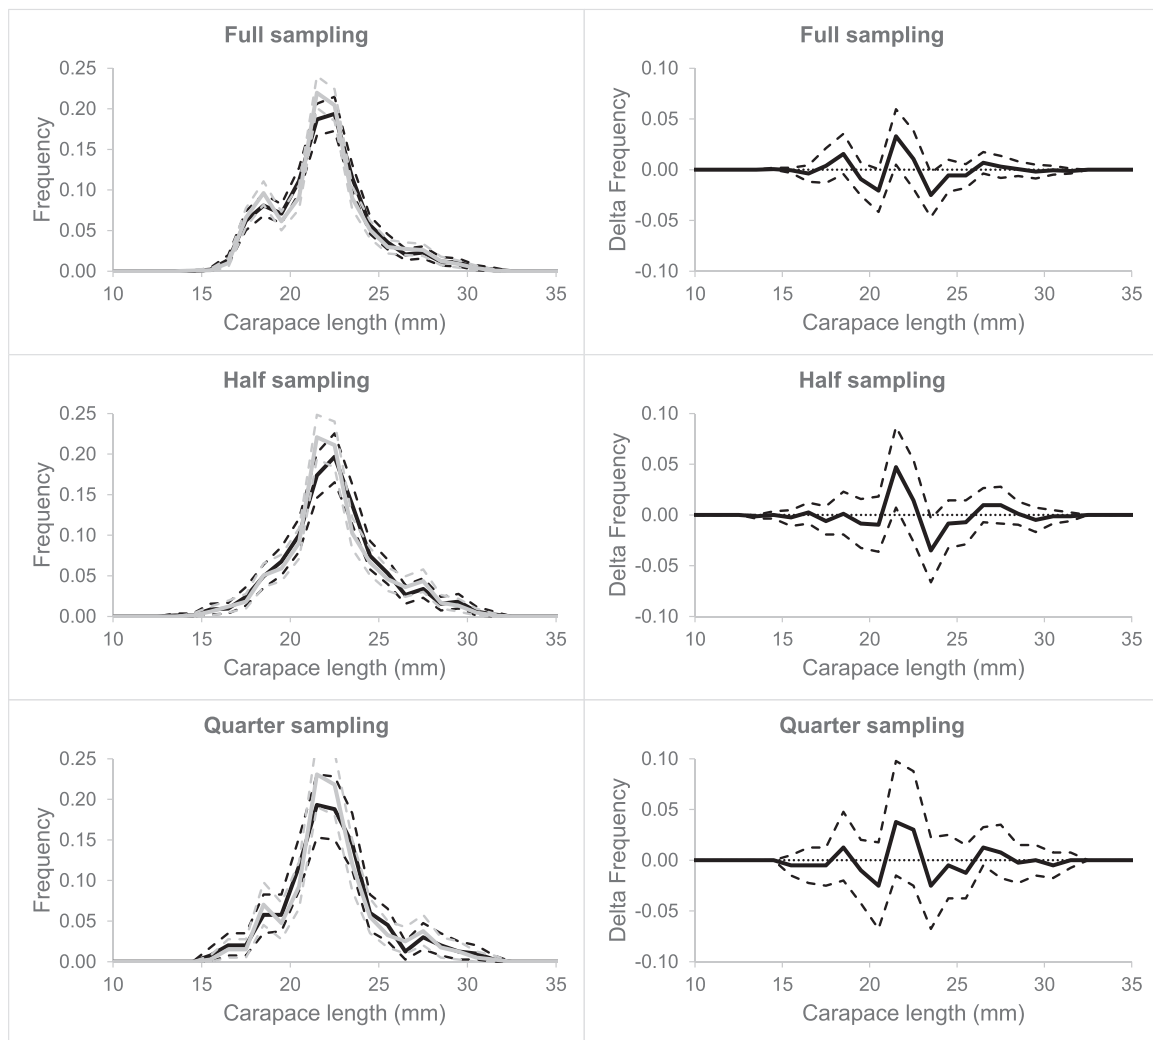 Full sampling
0.25
0.20
0.15
0.10
0.05
0.00
Frequency
10 15 20 25 30 35
Carapace length (mm)
Full sampling
0.10
0.05
0.00
-0.05
-0.10
Delta Frequency
10 15 20 25 30 35
Carapace length (mm)
Half sampling
0.25
0.20
0.15
0.10
0.05
0.00
Frequency
10 15 20 25 30 35
Carapace length (mm)
Half sampling
0.10
0.05
0.00
-0.05
-0.10
Delta Frequency
10 15 20 25 30 35
Carapace length (mm)
Quarter sampling
0.25
0.20
0.15
0.10
0.05
0.00
Frequency
10 15 20 25 30 35
Carapace length (mm)
Quarter sampling
0.10
0.05
0.00
-0.05
-0.10
Delta Frequency
10 15 20 25 30 35
Carapace length (mm)